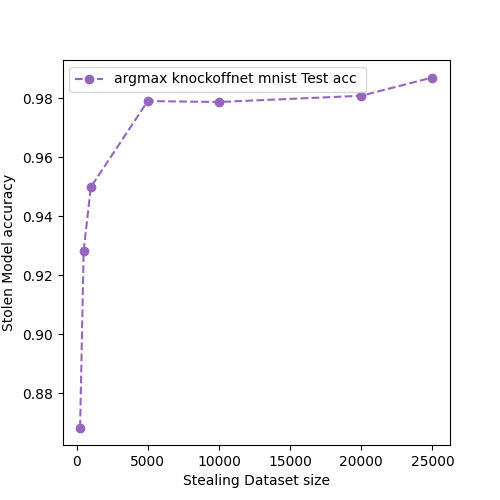 argmax knockoffnet mnist Test acc
0.98
0.96
0.94
0.92
0.90
0.88
Stolen Model accuracy
0 5000 10000 15000 20000 25000
Stealing Dataset size